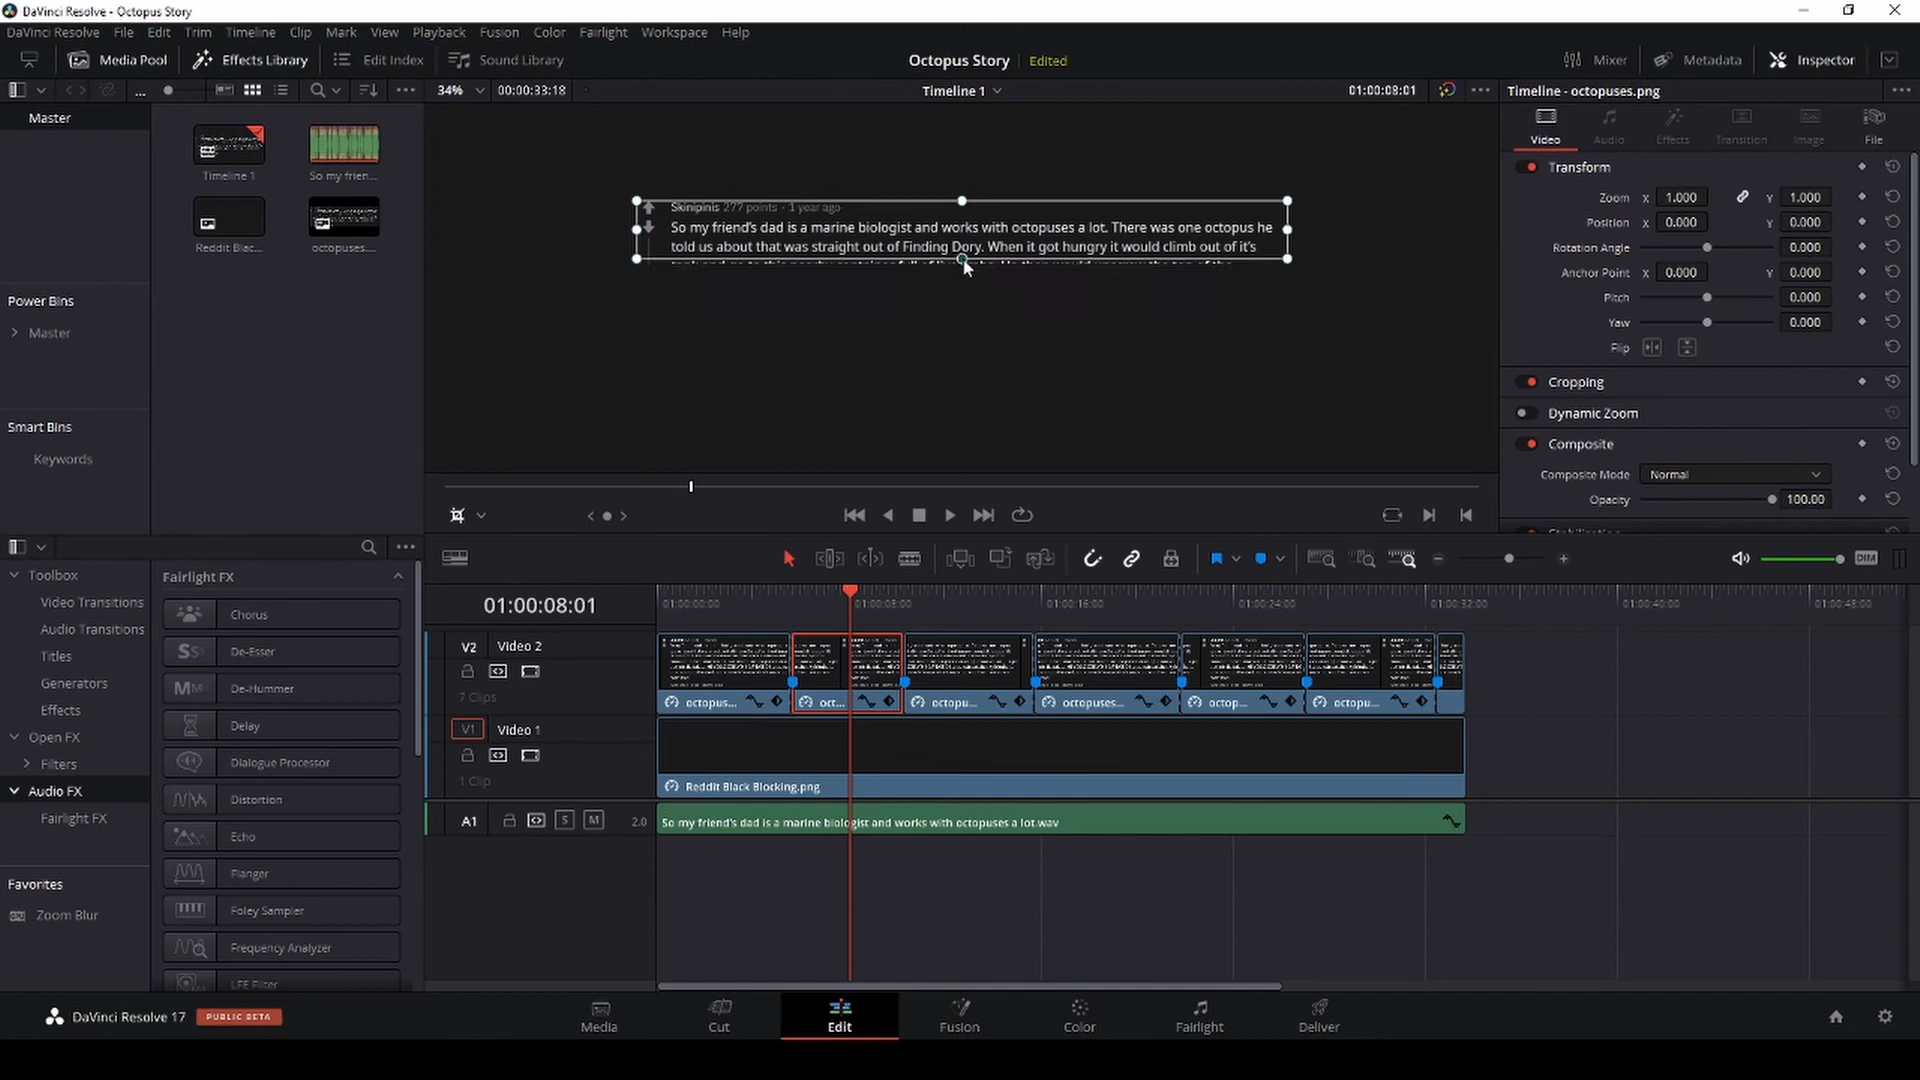 DaVinci Resolve - Octopus Story
DaVinci Resolve File Edit Trim Timeline Clip Mark View Playback Fusion Color Fairlight Workspace Help
Media Pool Effects Library Edit Index Sound Library Octopus Story Edited Mixer Metadata Inspector
... 34% 00:00:33:18 Timeline 1 01:00:08:01 Timeline - octopuses.png
Master
Timeline 1
So my frien...
Reddit Blac...
octopuses....
Power Bins
Master
Smart Bins
Keywords
Skinipinis 277 points · 1 year ago
So my friend's dad is a marine biologist and works with octopuses a lot. There was one octopus he
told us about that was straight out of Finding Dory. When it got hungry it would climb out of it's
Video Audio Effects Transition Image File
Transform
Zoom X 1.000 Y 1.000
Position X 0.000 Y 0.000
Rotation Angle 0.000
Anchor Point X 0.000 Y 0.000
Pitch 0.000
Yaw 0.000
Flip
Cropping
Dynamic Zoom
Composite
Composite Mode Normal
Opacity 100.00
Toolbox
Video Transitions
Audio Transitions
Titles
Generators
Effects
Open FX
Filters
Audio FX
Fairlight FX
Favorites
Zoom Blur
Fairlight FX
Chorus
De-Esser
De-Hummer
Delay
Dialogue Processor
Distortion
Echo
Flanger
Foley Sampler
Frequency Analyzer
LFE Filter
DIM
01:00:08:01
01:00:00:00 01:00:08:00 01:00:16:00 01:00:24:00 01:00:32:00 01:00:40:00 01:00:48:00
V2 Video 2
7 Clips
octopus... oct... octopu... octopuses... octop... octopu...
V1 Video 1
1 Clip
Reddit Black Blocking.png
A1 S M 2.0
So my friend's dad is a marine biologist and works with octopuses a lot.wav
DaVinci Resolve 17 PUBLIC BETA
Media Cut Edit Fusion Color Fairlight Deliver